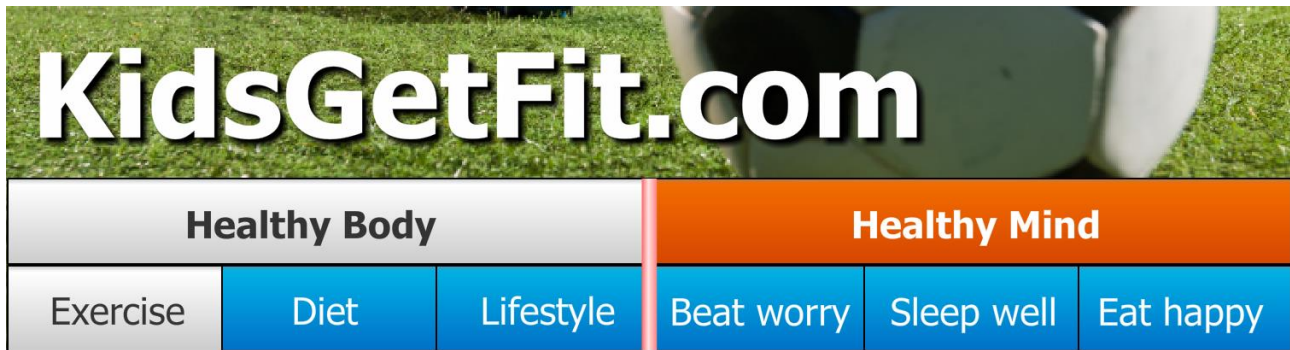 KidsGetFit.com
Healthy Body Healthy Mind
Exercise Diet Lifestyle Beat worry Sleep well Eat happy